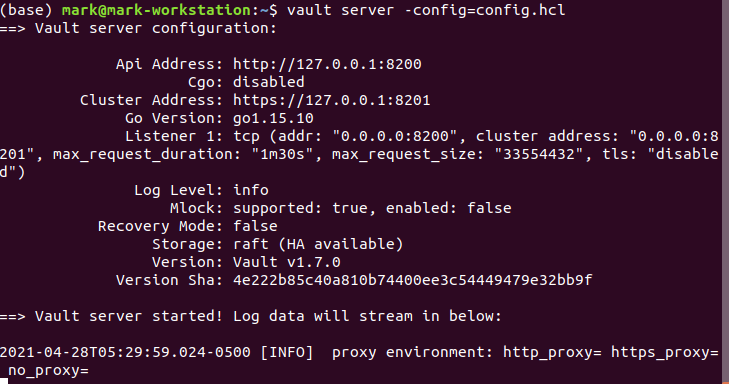 (base) mark@mark-workstation:~$ vault server -config=config.hcl
==> Vault server configuration:
Api Address: http://127.0.0.1:8200
Cgo: disabled
Cluster Address: https://127.0.0.1:8201
Go Version: go1.15.10
Listener 1: tcp (addr: "0.0.0.0:8200", cluster address: "0.0.0.0:8
201", max_request_duration: "1m30s", max_request_size: "33554432", tls: "disable
d")
Log Level: info
Mlock: supported: true, enabled: false
Recovery Mode: false
Storage: raft (HA available)
Version: Vault v1.7.0
Version Sha: 4e222b85c40a810b74400ee3c54449479e32bb9f
==> Vault server started! Log data will stream in below:
2021-04-28T05:29:59.024-0500 [INFO]  proxy environment: http_proxy= https_proxy=
no_proxy=